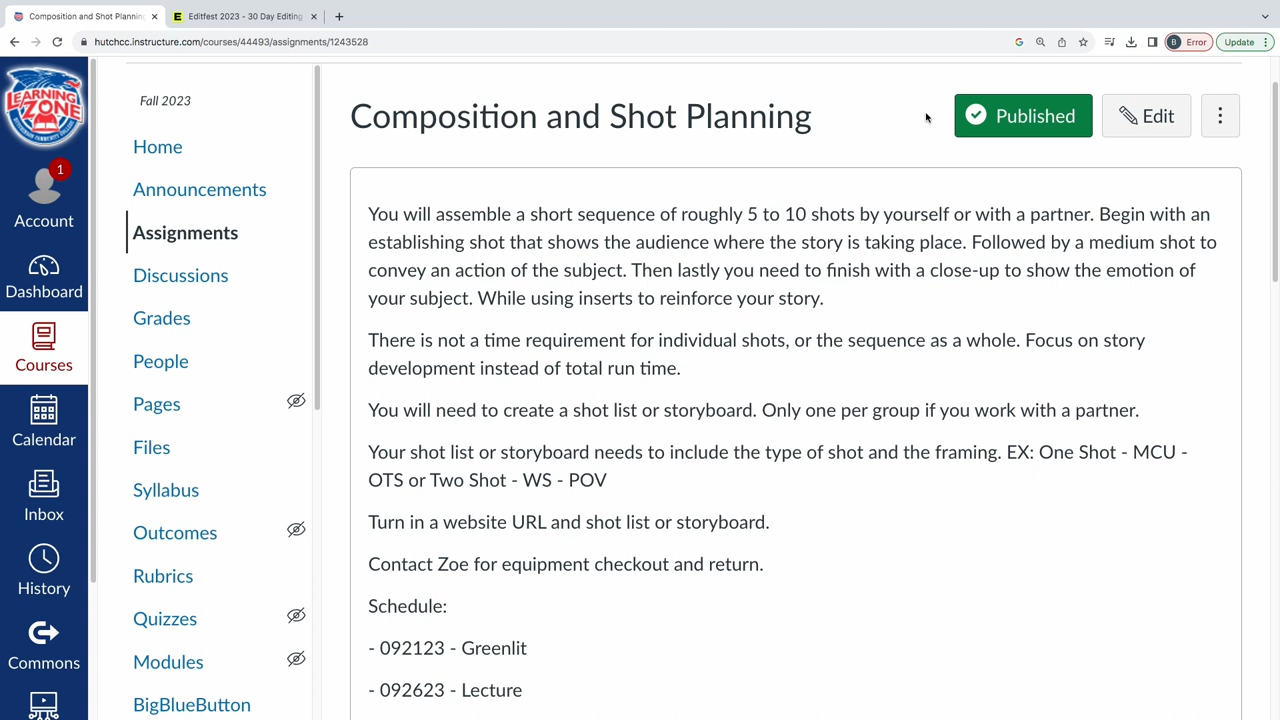 Composition and Shot Planning
Editfest 2023 - 30 Day Editing
hutchcc.instructure.com/courses/44493/assignments/1243528
B Error
Update
LEARNING
ZONE
1
Account
Dashboard
Courses
Calendar
Inbox
History
Commons
Fall 2023
Home
Announcements
Assignments
Discussions
Grades
People
Pages
Files
Syllabus
Outcomes
Rubrics
Quizzes
Modules
BigBlueButton
Composition and Shot Planning
Published
Edit
You will assemble a short sequence of roughly 5 to 10 shots by yourself or with a partner. Begin with an
establishing shot that shows the audience where the story is taking place. Followed by a medium shot to
convey an action of the subject. Then lastly you need to finish with a close-up to show the emotion of
your subject. While using inserts to reinforce your story.
There is not a time requirement for individual shots, or the sequence as a whole. Focus on story
development instead of total run time.
You will need to create a shot list or storyboard. Only one per group if you work with a partner.
Your shot list or storyboard needs to include the type of shot and the framing. EX: One Shot - MCU -
OTS or Two Shot - WS - POV
Turn in a website URL and shot list or storyboard.
Contact Zoe for equipment checkout and return.
Schedule:
- 092123 - Greenlit
- 092623 - Lecture